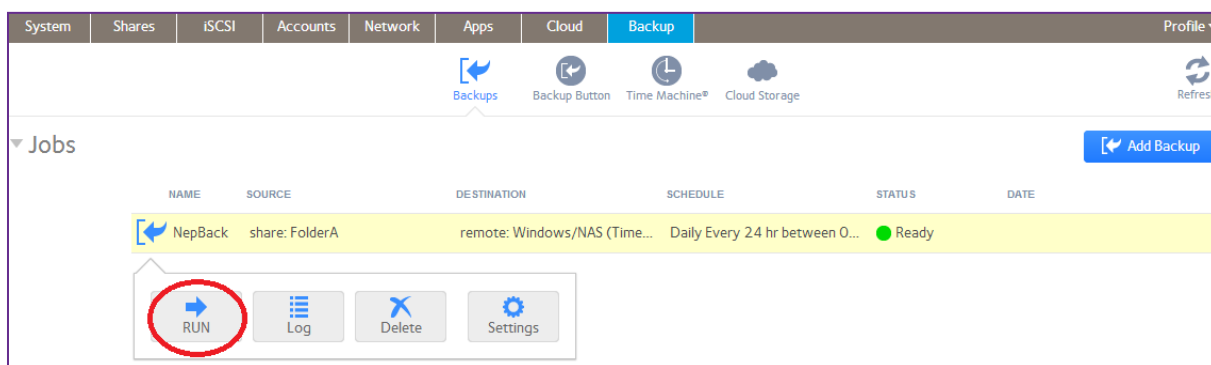 System Shares iSCSI Accounts Network Apps Cloud Backup Profile
Backups Backup Button Time Machine® Cloud Storage Refres
Jobs Add Backup
NAME SOURCE DESTINATION SCHEDULE STATUS DATE
NepBack share: FolderA remote: Windows/NAS (Time... Daily Every 24 hr between 0... Ready
RUN Log Delete Settings